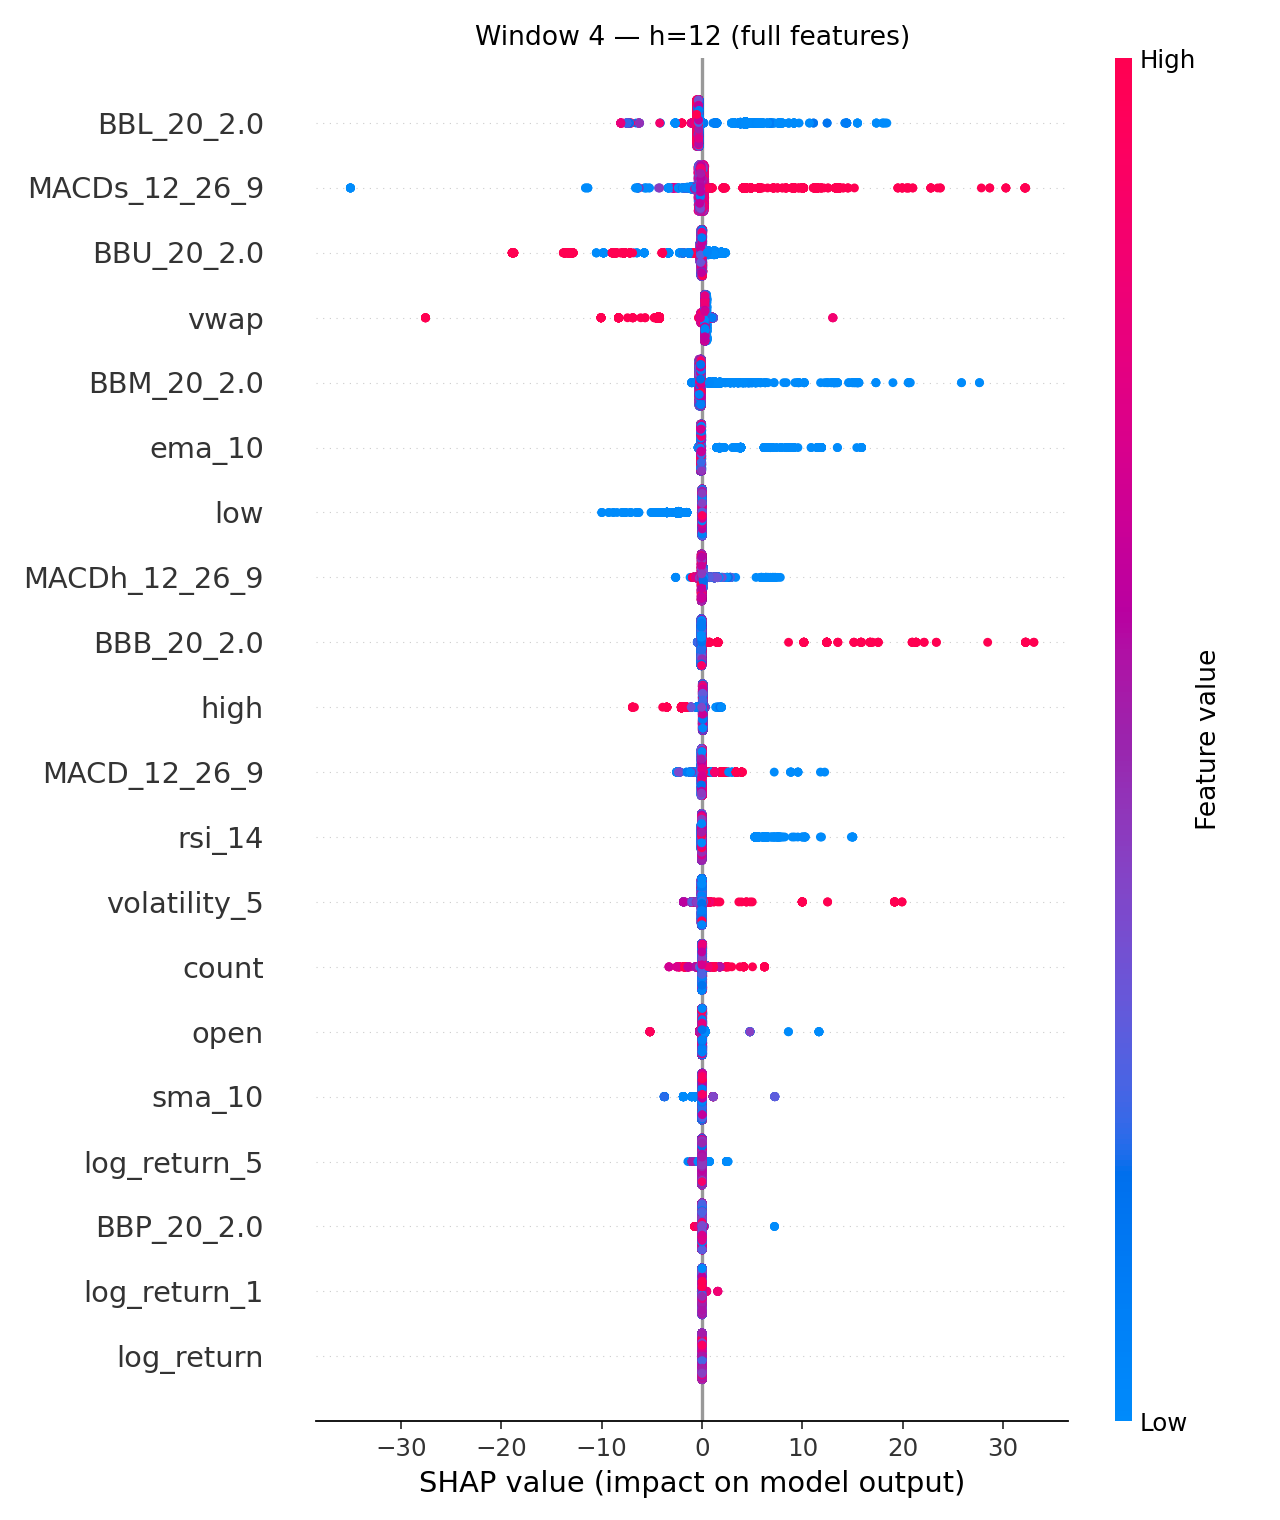 Window 4 — h=12 (full features)
High
BBL_20_2.0
MACDs_12_26_9
BBU_20_2.0
vwap
BBM_20_2.0
ema_10
low
MACDh_12_26_9
BBB_20_2.0
high
MACD_12_26_9
rsi_14
volatility_5
count
open
sma_10
log_return_5
BBP_20_2.0
log_return_1
log_return
Feature value
Low
−30 −20 −10 0 10 20 30
SHAP value (impact on model output)